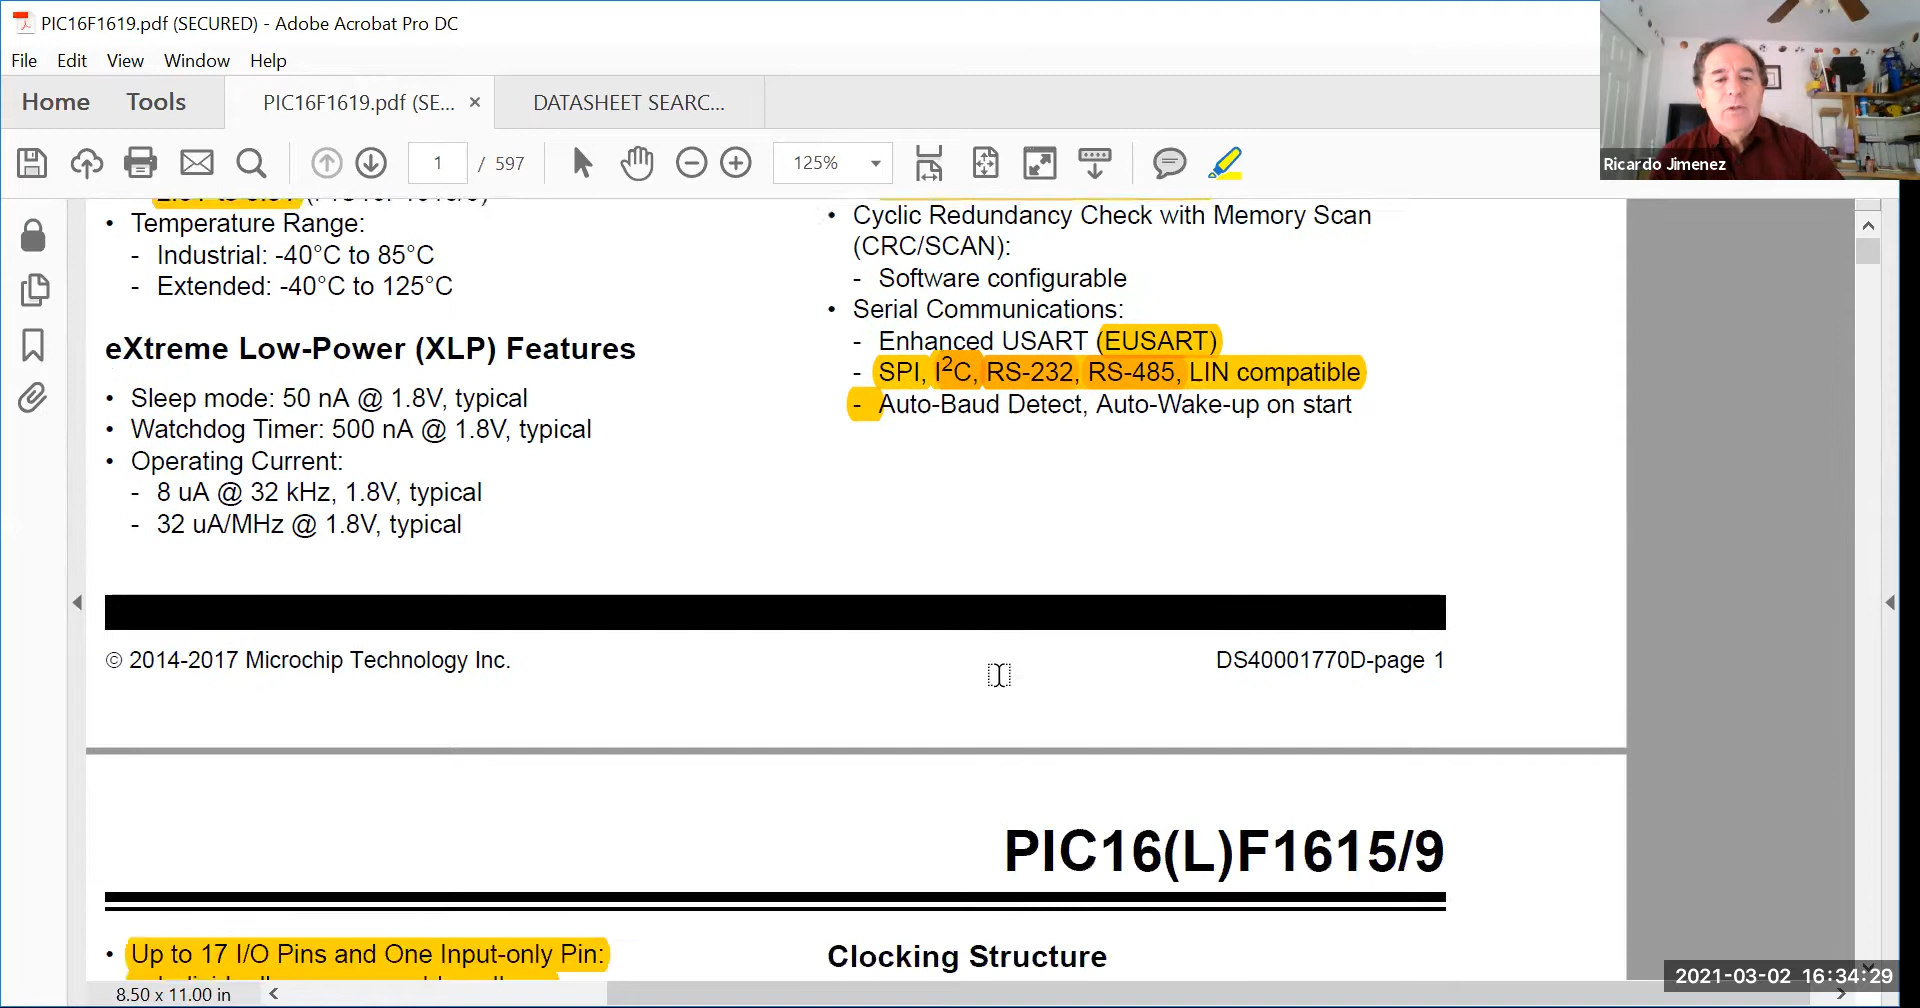 PIC16F1619.pdf (SECURED) - Adobe Acrobat Pro DC
File Edit View Window Help
Home Tools PIC16F1619.pdf (SE... × DATASHEET SEARC...
1 / 597 125%
Ricardo Jimenez
• Temperature Range:
- Industrial: -40°C to 85°C
- Extended: -40°C to 125°C
eXtreme Low-Power (XLP) Features
• Sleep mode: 50 nA @ 1.8V, typical
• Watchdog Timer: 500 nA @ 1.8V, typical
• Operating Current:
- 8 uA @ 32 kHz, 1.8V, typical
- 32 uA/MHz @ 1.8V, typical
• Cyclic Redundancy Check with Memory Scan
(CRC/SCAN):
- Software configurable
• Serial Communications:
- Enhanced USART (EUSART)
- SPI, I²C, RS-232, RS-485, LIN compatible
- Auto-Baud Detect, Auto-Wake-up on start
© 2014-2017 Microchip Technology Inc.
DS40001770D-page 1
PIC16(L)F1615/9
• Up to 17 I/O Pins and One Input-only Pin:
Clocking Structure
8.50 x 11.00 in
2021-03-02 16:34:29